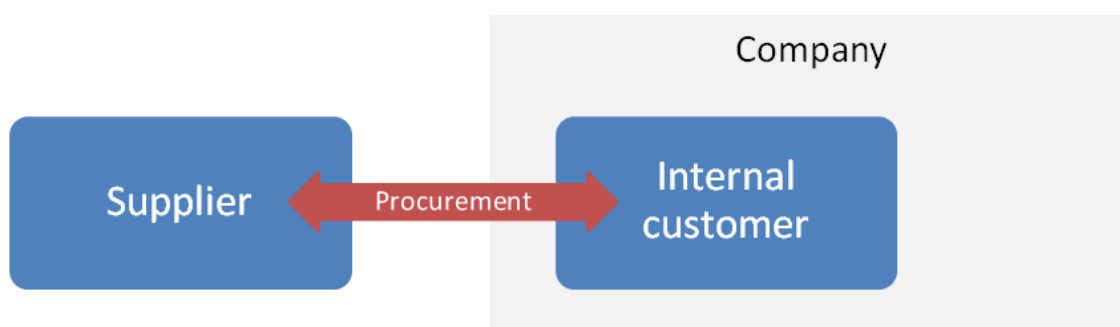 Company
Supplier
Procurement
Internal
customer